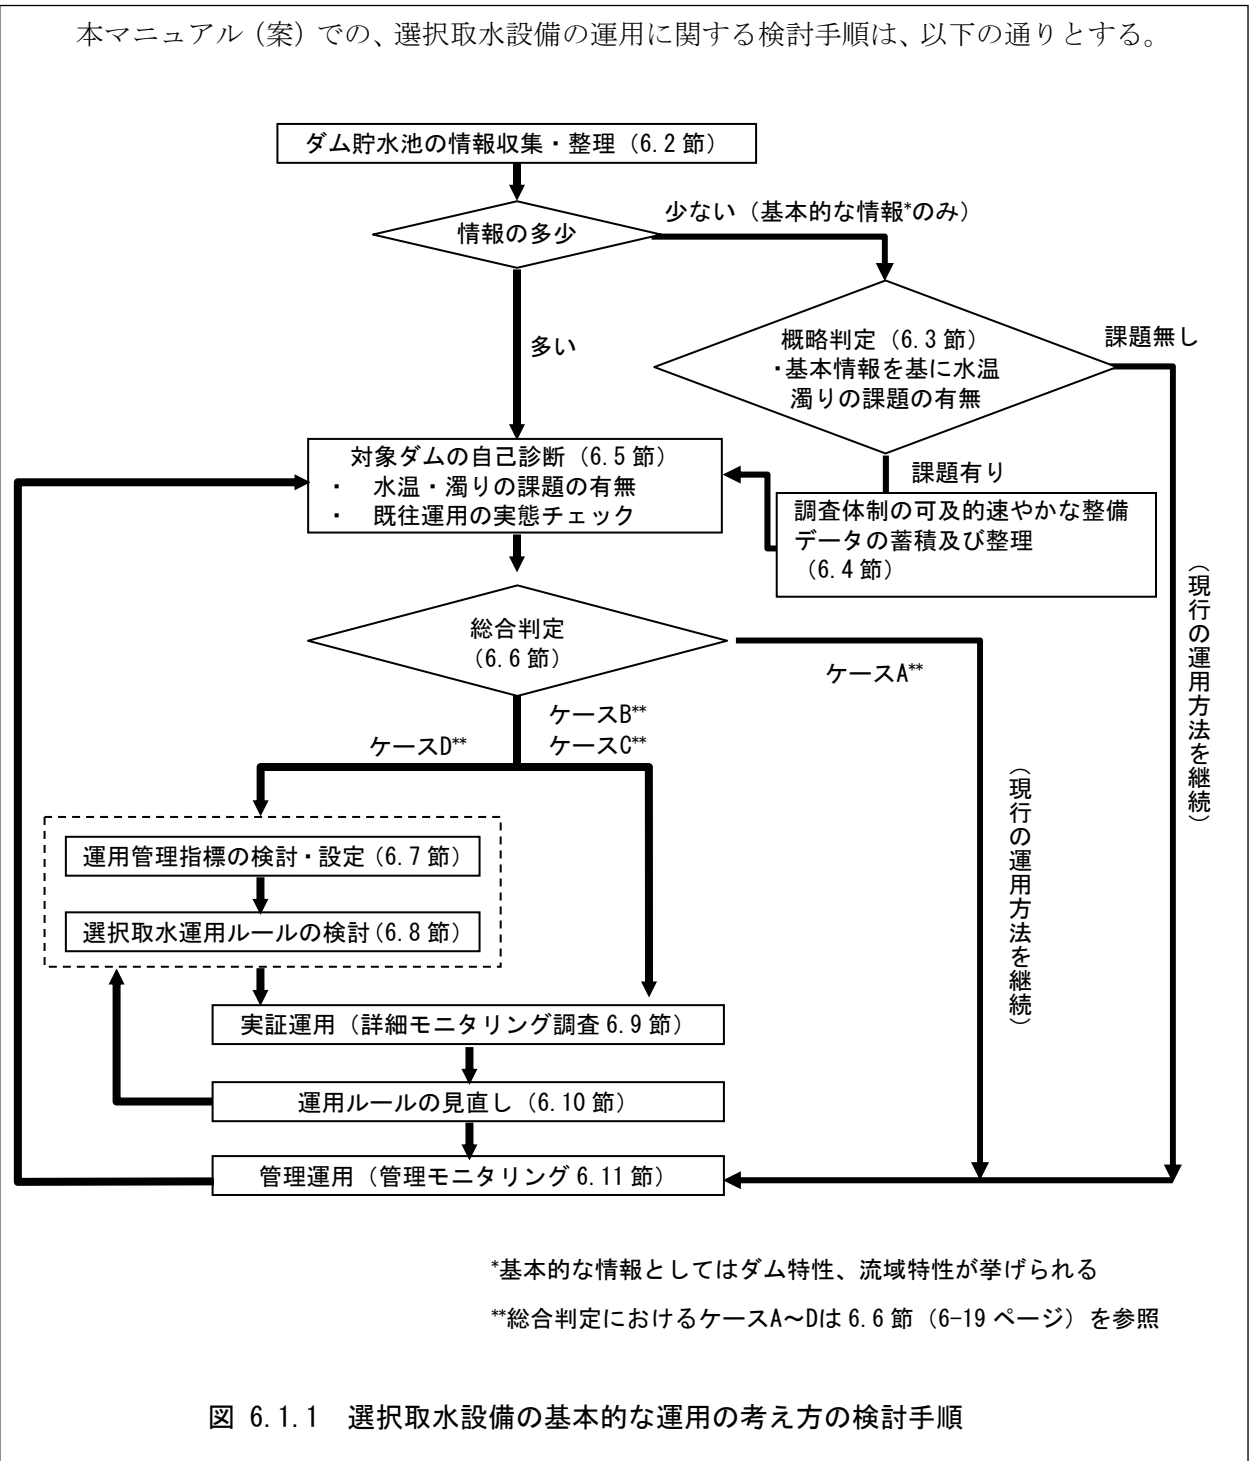 本マニュアル（案）での、選択取水設備の運用に関する検討手順は、以下の通りとする。
ダム貯水池の情報収集・整理（6.2節）
情報の多少
少ない（基本的な情報*のみ）
多い
概略判定（6.3節）
・基本情報を基に水温
濁りの課題の有無
課題無し
課題有り
対象ダムの自己診断（6.5節）
・　水温・濁りの課題の有無
・　既往運用の実態チェック
調査体制の可及的速やかな整備
データの蓄積及び整理
（6.4節）
（現行の運用方法を継続）
総合判定
（6.6節）
ケースA**
ケースB**
ケースC**
ケースD**
（現行の運用方法を継続）
運用管理指標の検討・設定（6.7節）
選択取水運用ルールの検討（6.8節）
実証運用（詳細モニタリング調査6.9節）
運用ルールの見直し（6.10節）
管理運用（管理モニタリング6.11節）
*基本的な情報としてはダム特性、流域特性が挙げられる
**総合判定におけるケースA～Dは6.6節（6-19ページ）を参照
図 6.1.1　選択取水設備の基本的な運用の考え方の検討手順